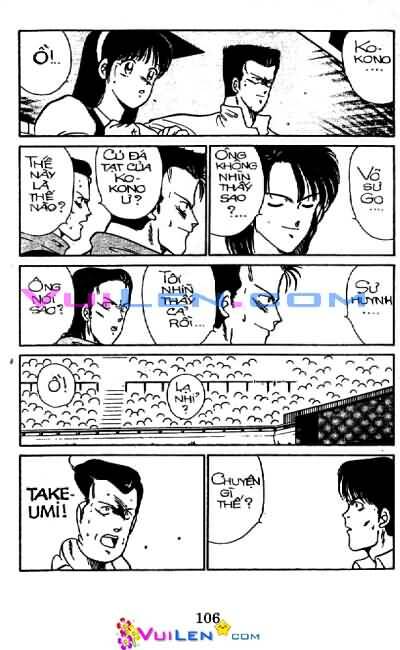 KO-
KONO
....
Ồ!...
VÕ
SƯ
GO
....
ÔNG
KHÔNG
NHÌN
THẤY
SAO
?....
CÚ ĐÁ
TẠT CỦA
KO-
KONO
Ư?
THẾ
NÀY
LÀ
THẾ
NÀO?
SƯ
HUYNH
....
TÔI
NHÌN
THẤY
CẢ
RỒI...
ÔNG
NÓI
SAO?
VUILEN.com
LẠ
NHỈ?
?
Ồ!
CHUYỆN
GÌ
THẾ?
TAKE-
UMI!
106
VUILEN.COM